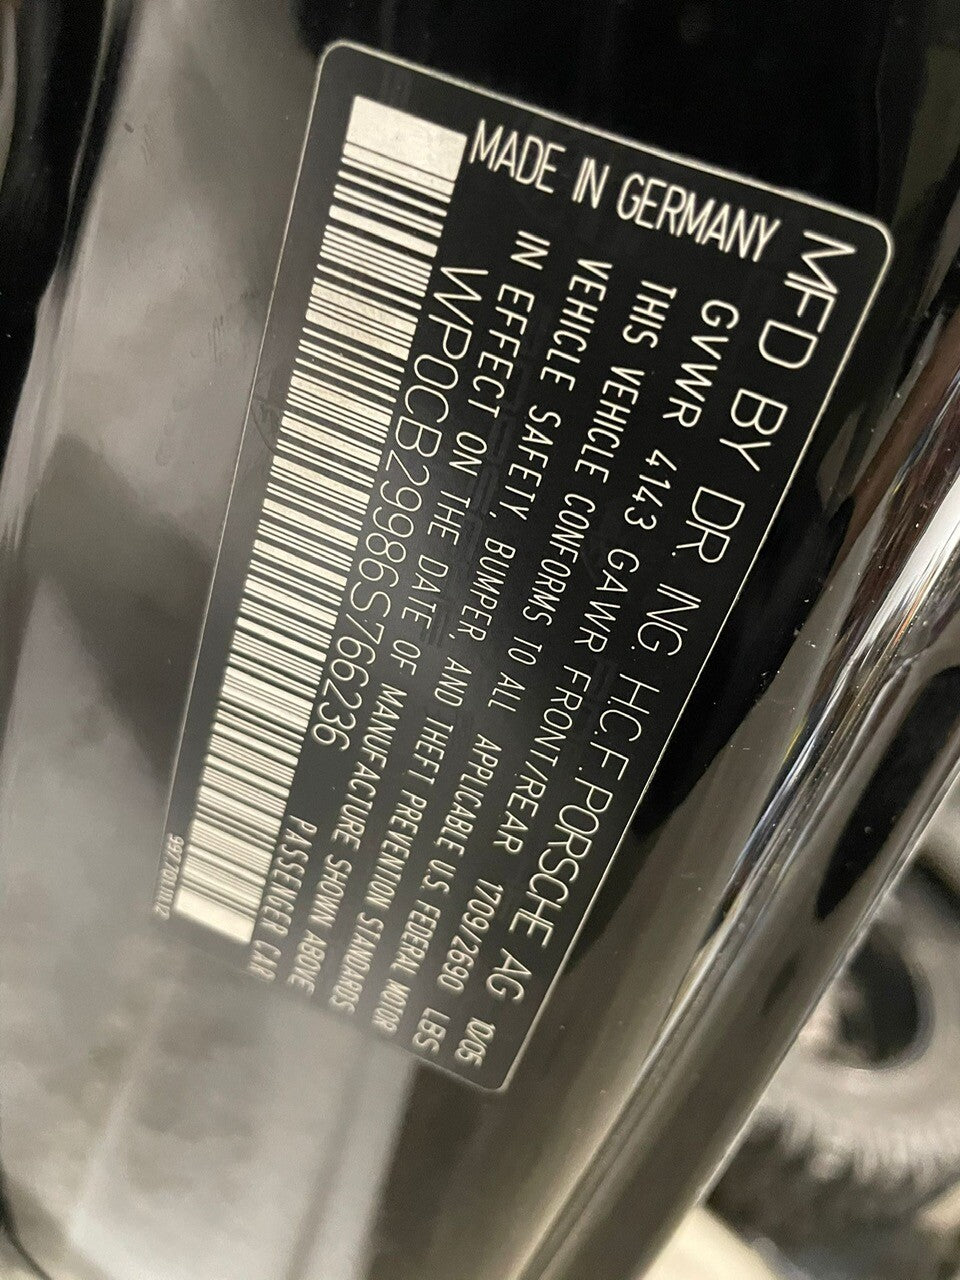 MFD BY DR. ING. H.C.F. PORSCHE AG 10/05
GVWR 4143 GAWR FRONT/REAR 1709/2690 LBS
THIS VEHICLE CONFORMS TO ALL APPLICABLE U.S. FEDERAL MOTOR
VEHICLE SAFETY, BUMPER, AND THEFT PREVENTION STANDARDS
IN EFFECT ON THE DATE OF MANUFACTURE SHOWN ABOVE
WP0CB29986S766236 PASSENGER CAR
MADE IN GERMANY